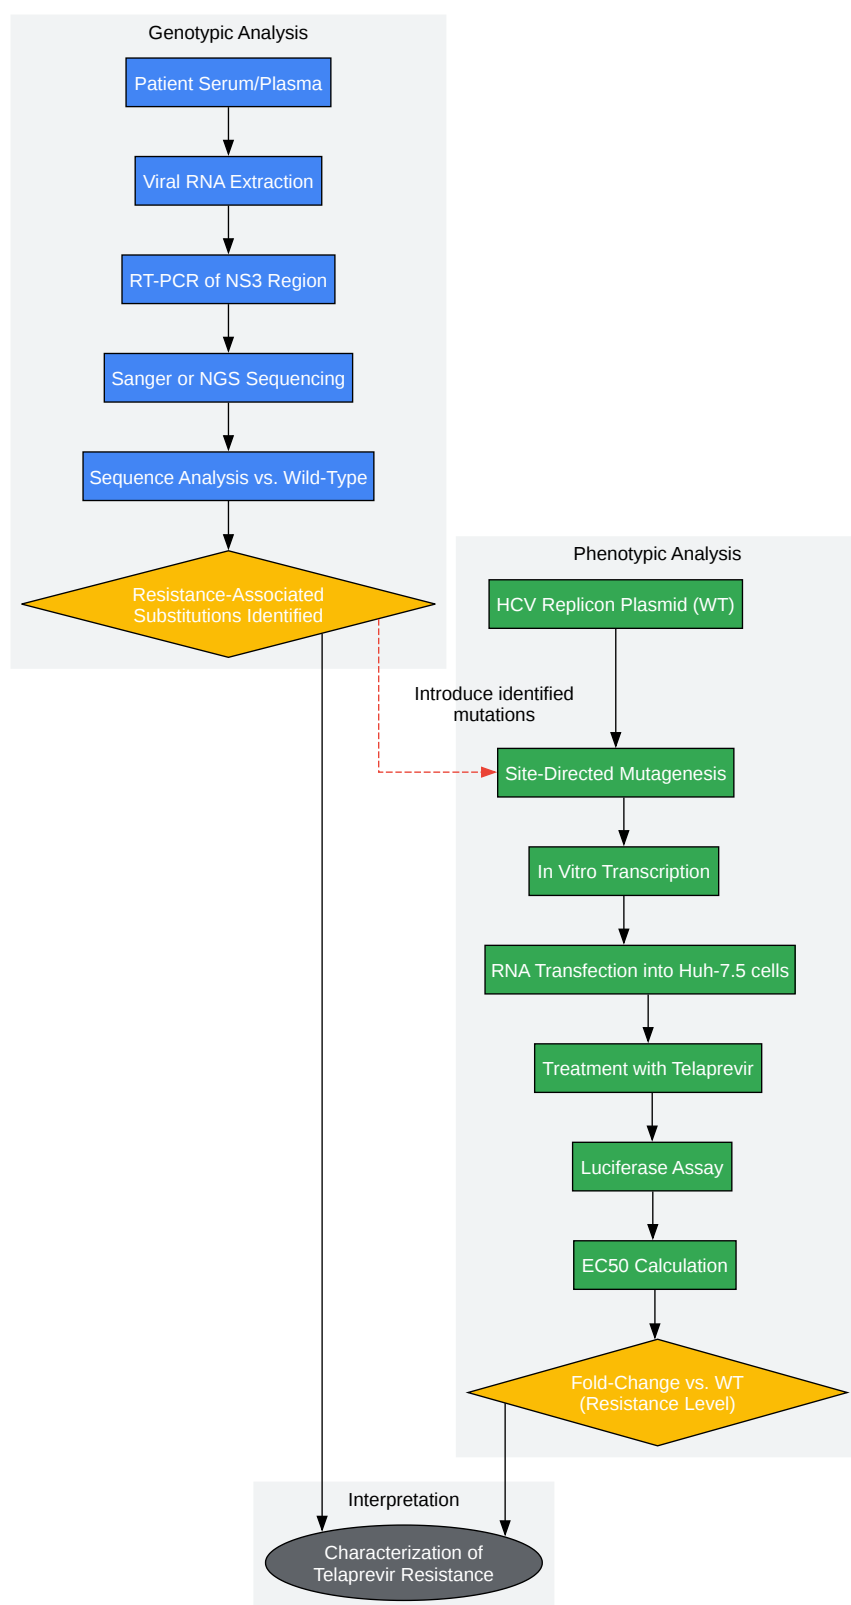 Genotypic Analysis
Patient Serum/Plasma
Viral RNA Extraction
RT-PCR of NS3 Region
Sanger or NGS Sequencing
Sequence Analysis vs. Wild-Type
Resistance-Associated
Substitutions Identified
Phenotypic Analysis
HCV Replicon Plasmid (WT)
Introduce identified
mutations
Site-Directed Mutagenesis
In Vitro Transcription
RNA Transfection into Huh-7.5 cells
Treatment with Telaprevir
Luciferase Assay
EC50 Calculation
Fold-Change vs. WT
(Resistance Level)
Interpretation
Characterization of
Telaprevir Resistance